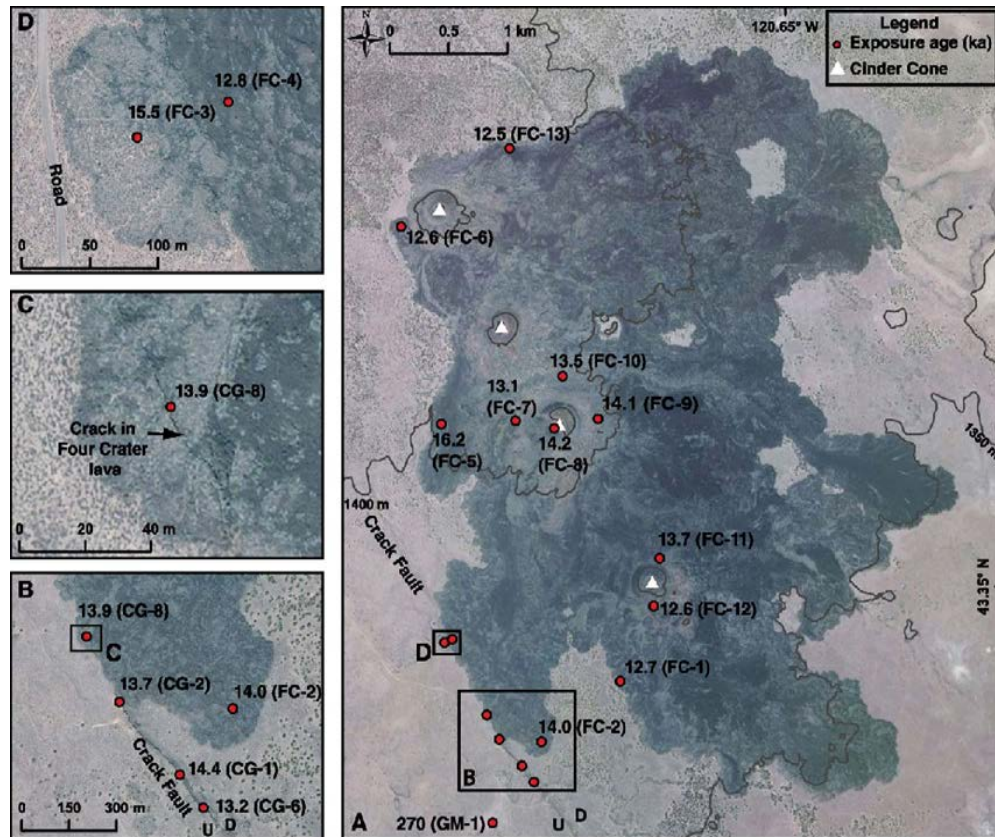 D
12.8 (FC-4)
15.5 (FC-3)
Road
0 50 100 m
C
13.9 (CG-8)
Crack in
Four Crater
lava
0 20 40 m
B
13.9 (CG-8)
C
13.7 (CG-2)
14.0 (FC-2)
Crack Fault
14.4 (CG-1)
13.2 (CG-6)
0 150 300 m
U D
N
0 0.5 1 km
120.65° W
Legend
Exposure age (ka)
Cinder Cone
12.5 (FC-13)
12.6 (FC-6)
13.5 (FC-10)
13.1
(FC-7)
14.1 (FC-9)
16.2
(FC-5)
14.2
(FC-8)
1350 m
1400 m
Crack Fault
13.7 (FC-11)
43.35° N
12.6 (FC-12)
D
12.7 (FC-1)
14.0 (FC-2)
B
A
270 (GM-1)
U D